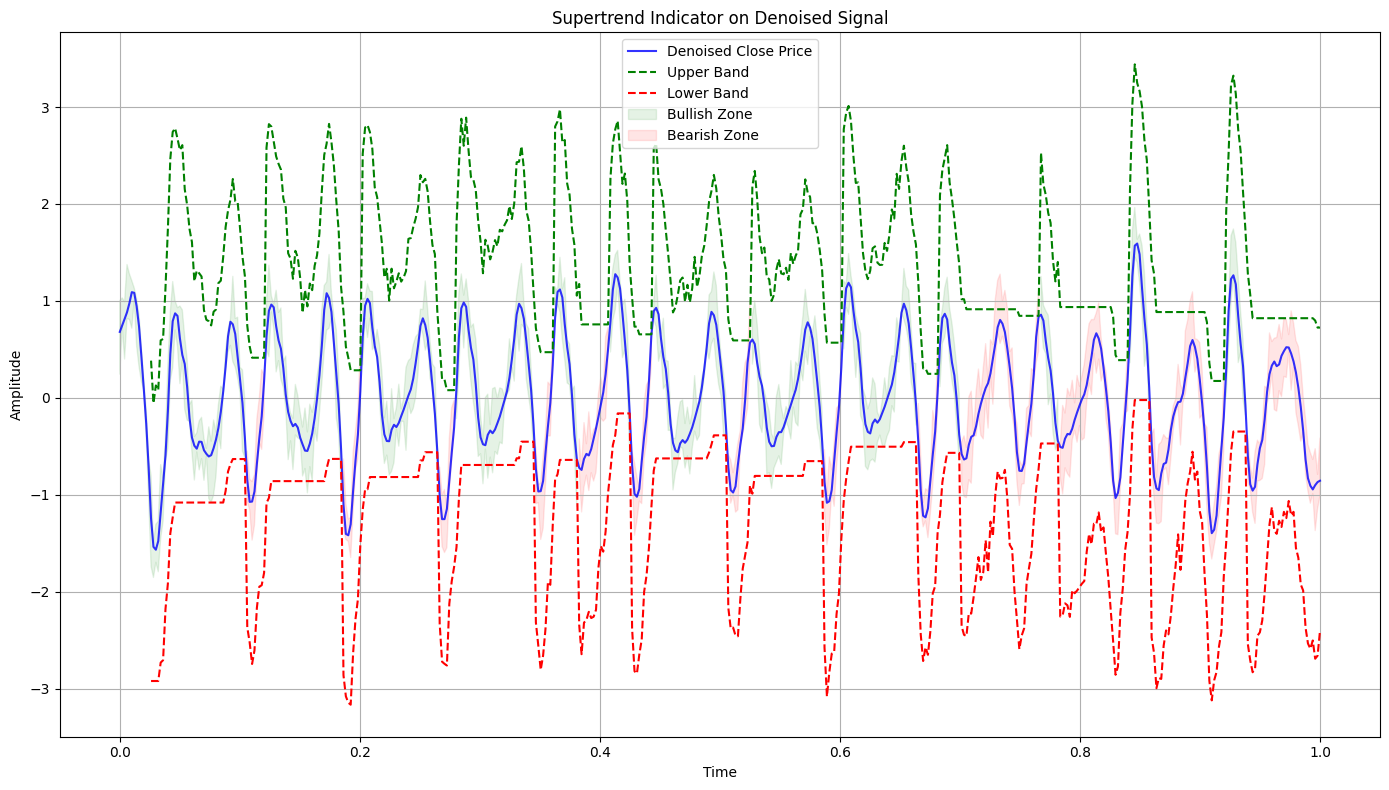 Supertrend Indicator on Denoised Signal
Denoised Close Price
Upper Band
Lower Band
Bullish Zone
Bearish Zone
Amplitude
3
2
1
0
−1
−2
−3
0.0 0.2 0.4 0.6 0.8 1.0
Time